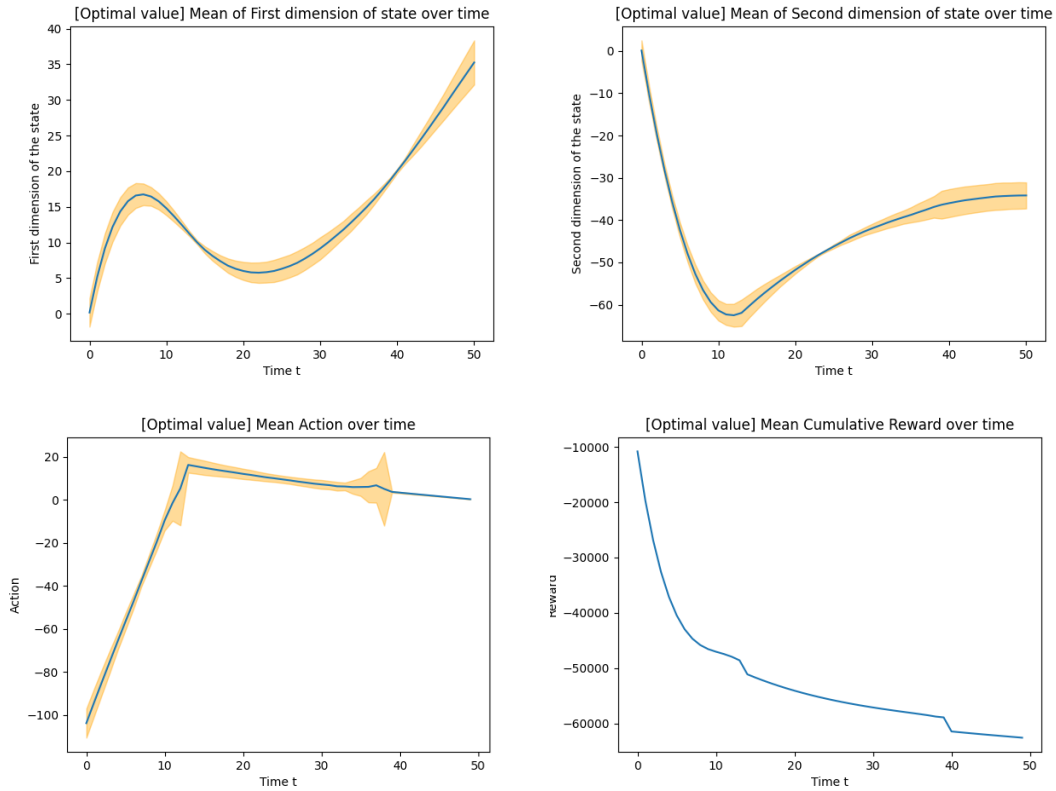 [Optimal value] Mean of First dimension of state over time
40
35
30
25
20
15
10
5
0
First dimension of the state
0 10 20 30 40 50
Time t
[Optimal value] Mean of Second dimension of state over time
0
−10
−20
−30
−40
−50
−60
Second dimension of the state
0 10 20 30 40 50
Time t
[Optimal value] Mean Action over time
20
0
−20
−40
−60
−80
−100
Action
0 10 20 30 40 50
Time t
[Optimal value] Mean Cumulative Reward over time
−10000
−20000
−30000
−40000
−50000
−60000
Reward
0 10 20 30 40 50
Time t